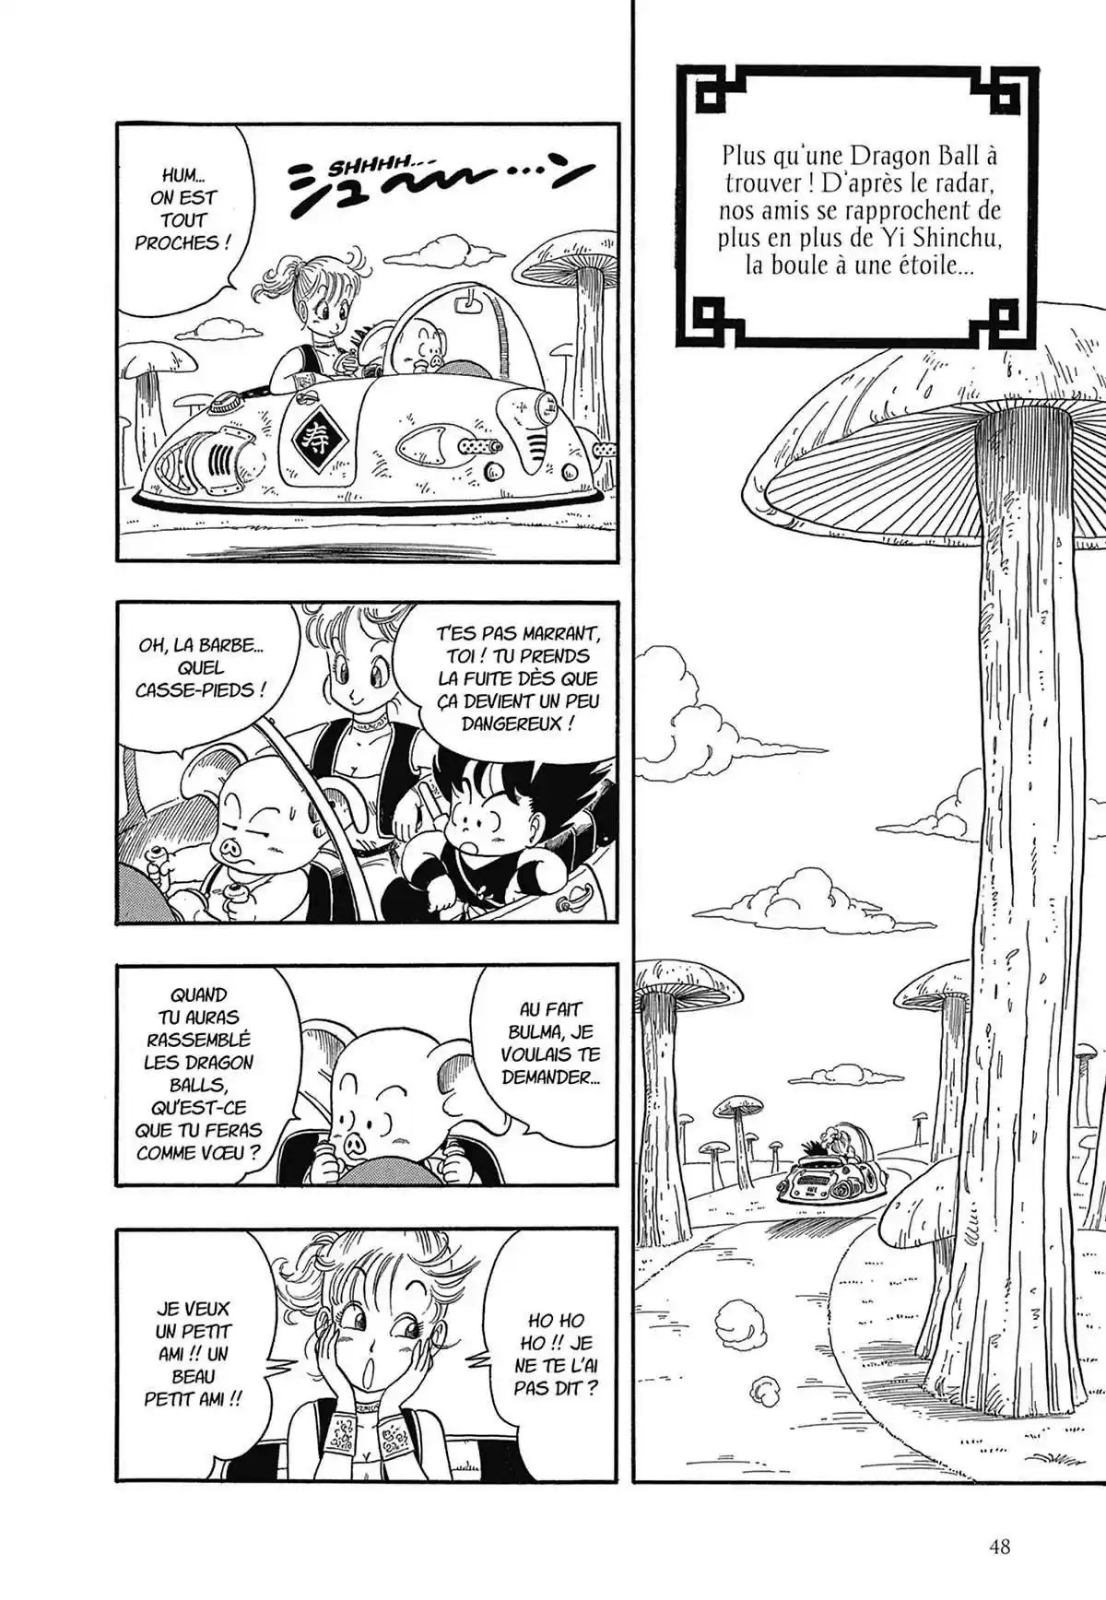 Plus qu'une Dragon Ball à
trouver ! D'après le radar,
nos amis se rapprochent de
plus en plus de Yi Shinchu,
la boule à une étoile...
HUM...
ON EST
TOUT
PROCHES !
SHHHH...
シューーー...ン
寿
T'ES PAS MARRANT,
TOI ! TU PRENDS
LA FUITE DÈS QUE
ÇA DEVIENT UN PEU
DANGEREUX !
OH, LA BARBE...
QUEL
CASSE-PIEDS !
AU FAIT
BULMA, JE
VOULAIS TE
DEMANDER...
QUAND
TU AURAS
RASSEMBLÉ
LES DRAGON
BALLS,
QU'EST-CE
QUE TU FERAS
COMME VŒU ?
HO HO
HO !! JE
NE TE L'AI
PAS DIT ?
JE VEUX
UN PETIT
AMI !! UN
BEAU
PETIT AMI !!
48